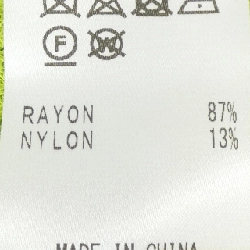 F
W
RAYON 87%
NYLON 13%
MADE IN CHINA